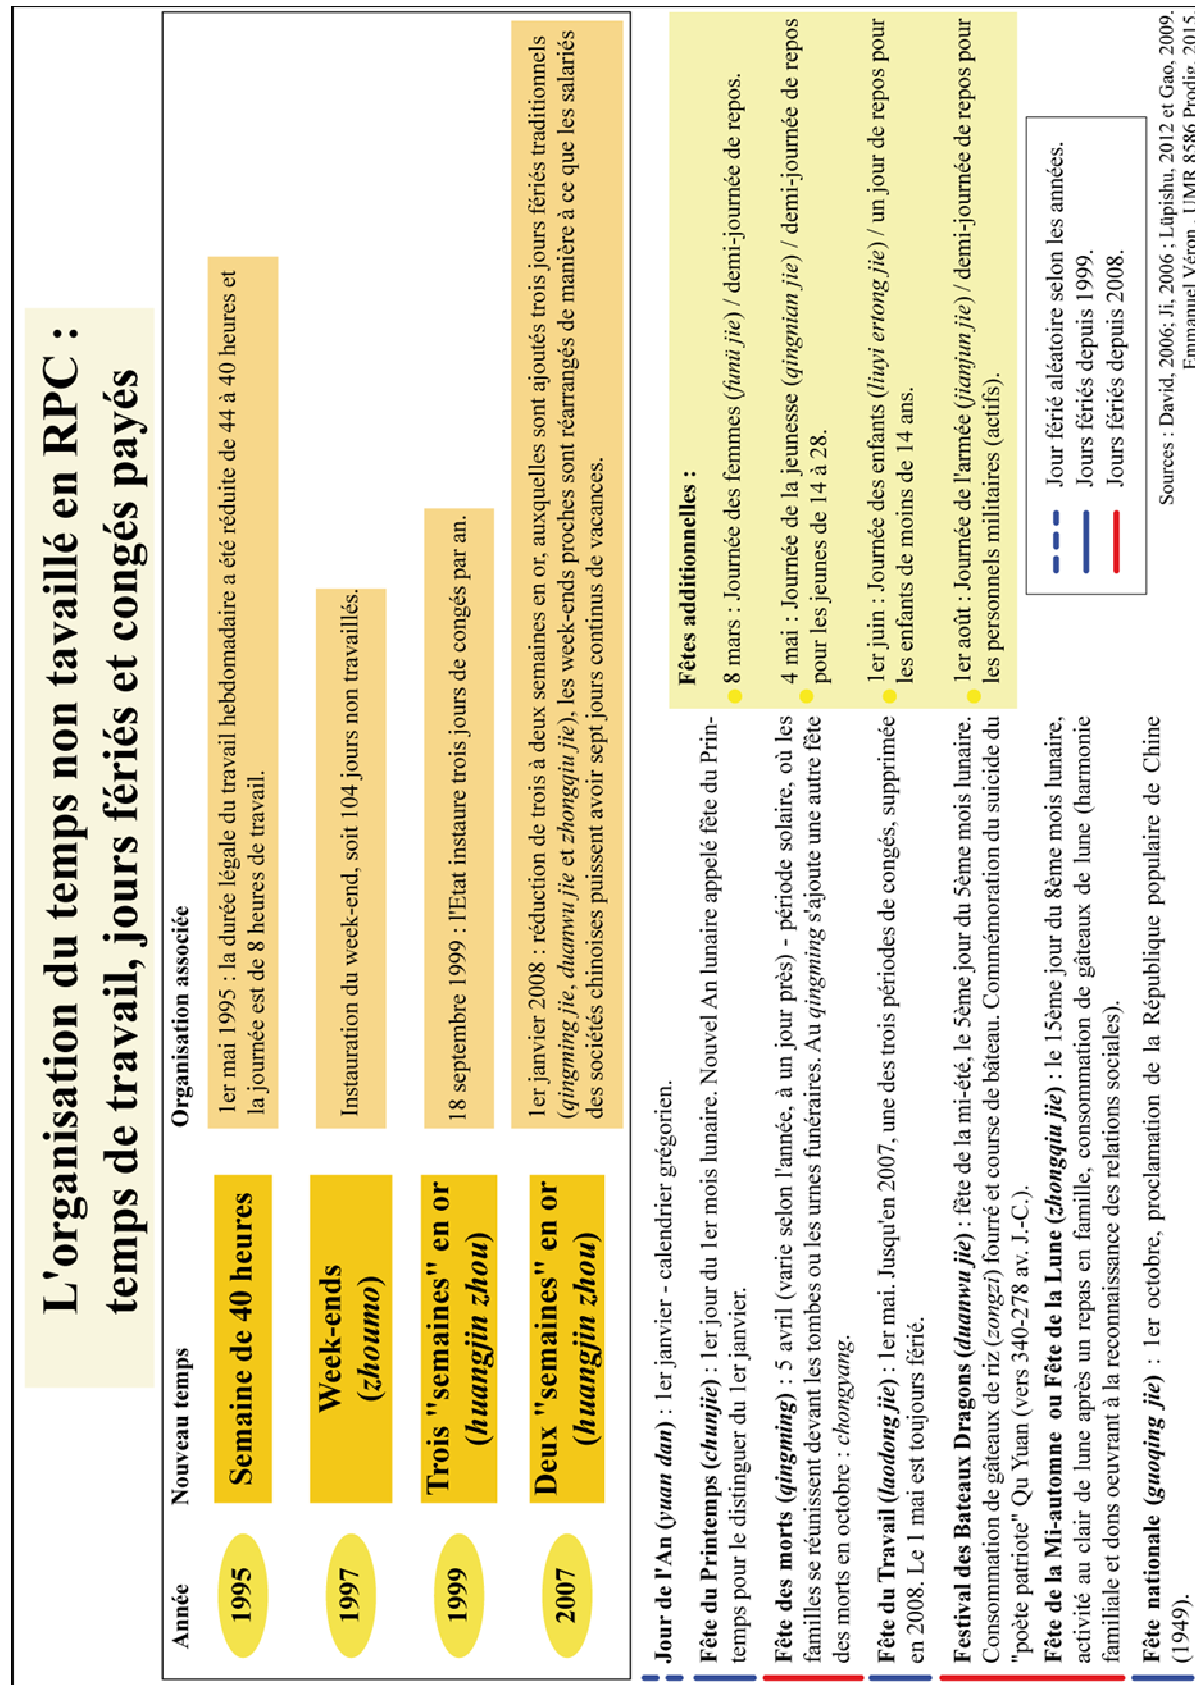 L'organisation du temps non tavaillé en RPC :
temps de travail, jours fériés et congés payés
Année
Nouveau temps
Organisation associée
1995
Semaine de 40 heures
1er mai 1995 : la durée légale du travail hebdomadaire a été réduite de 44 à 40 heures et
la journée est de 8 heures de travail.
1997
Week-ends
(zhoumo)
Instauration du week-end, soit 104 jours non travaillés.
1999
Trois "semaines" en or
(huangjin zhou)
18 septembre 1999 : l'Etat instaure trois jours de congés par an.
2007
Deux "semaines" en or
(huangjin zhou)
1er janvier 2008 : réduction de trois à deux semaines en or, auxquelles sont ajoutés trois jours fériés traditionnels
(qingming jie, duanwu jie et zhongqiu jie), les week-ends proches sont réarrangés de manière à ce que les salariés
des sociétés chinoises puissent avoir sept jours continus de vacances.
Jour de l'An (yuan dan) : 1er janvier - calendrier grégorien.
Fête du Printemps (chunjie) : 1er jour du 1er mois lunaire. Nouvel An lunaire appelé fête du Prin-
temps pour le distinguer du 1er janvier.
Fête des morts (qingming) : 5 avril (varie selon l'année, à un jour près) - période solaire, où les
familles se réunissent devant les tombes ou les urnes funéraires. Au qingming s'ajoute une autre fête
des morts en octobre : chongyang.
Fête du Travail (laodong jie) : 1er mai. Jusqu'en 2007, une des trois périodes de congés, supprimée
en 2008. Le 1 mai est toujours férié.
Festival des Bateaux Dragons (duanwu jie) : fête de la mi-été, le 5ème jour du 5ème mois lunaire.
Consommation de gâteaux de riz (zongzi) fourré et course de bâteau. Commémoration du suicide du
"poète patriote" Qu Yuan (vers 340-278 av. J.-C.).
Fête de la Mi-automne ou Fête de la Lune (zhongqiu jie) : le 15ème jour du 8ème mois lunaire,
activité au clair de lune après un repas en famille, consommation de gâteaux de lune (harmonie
familiale et dons oeuvrant à la reconnaissance des relations sociales).
Fête nationale (guoqing jie) : 1er octobre, proclamation de la République populaire de Chine
(1949).
Fêtes additionnelles :
8 mars : Journée des femmes (funü jie) / demi-journée de repos.
4 mai : Journée de la jeunesse (qingnian jie) / demi-journée de repos
pour les jeunes de 14 à 28.
1er juin : Journée des enfants (liuyi ertong jie) / un jour de repos pour
les enfants de moins de 14 ans.
1er août : Journée de l'armée (jianjun jie) / demi-journée de repos pour
les personnels militaires (actifs).
Jour férié aléatoire selon les années.
Jours fériés depuis 1999.
Jours fériés depuis 2008.
Sources : David, 2006; Ji, 2006 ; Lüpishu, 2012 et Gao, 2009.
Emmanuel Véron , UMR 8586 Prodig, 2015.